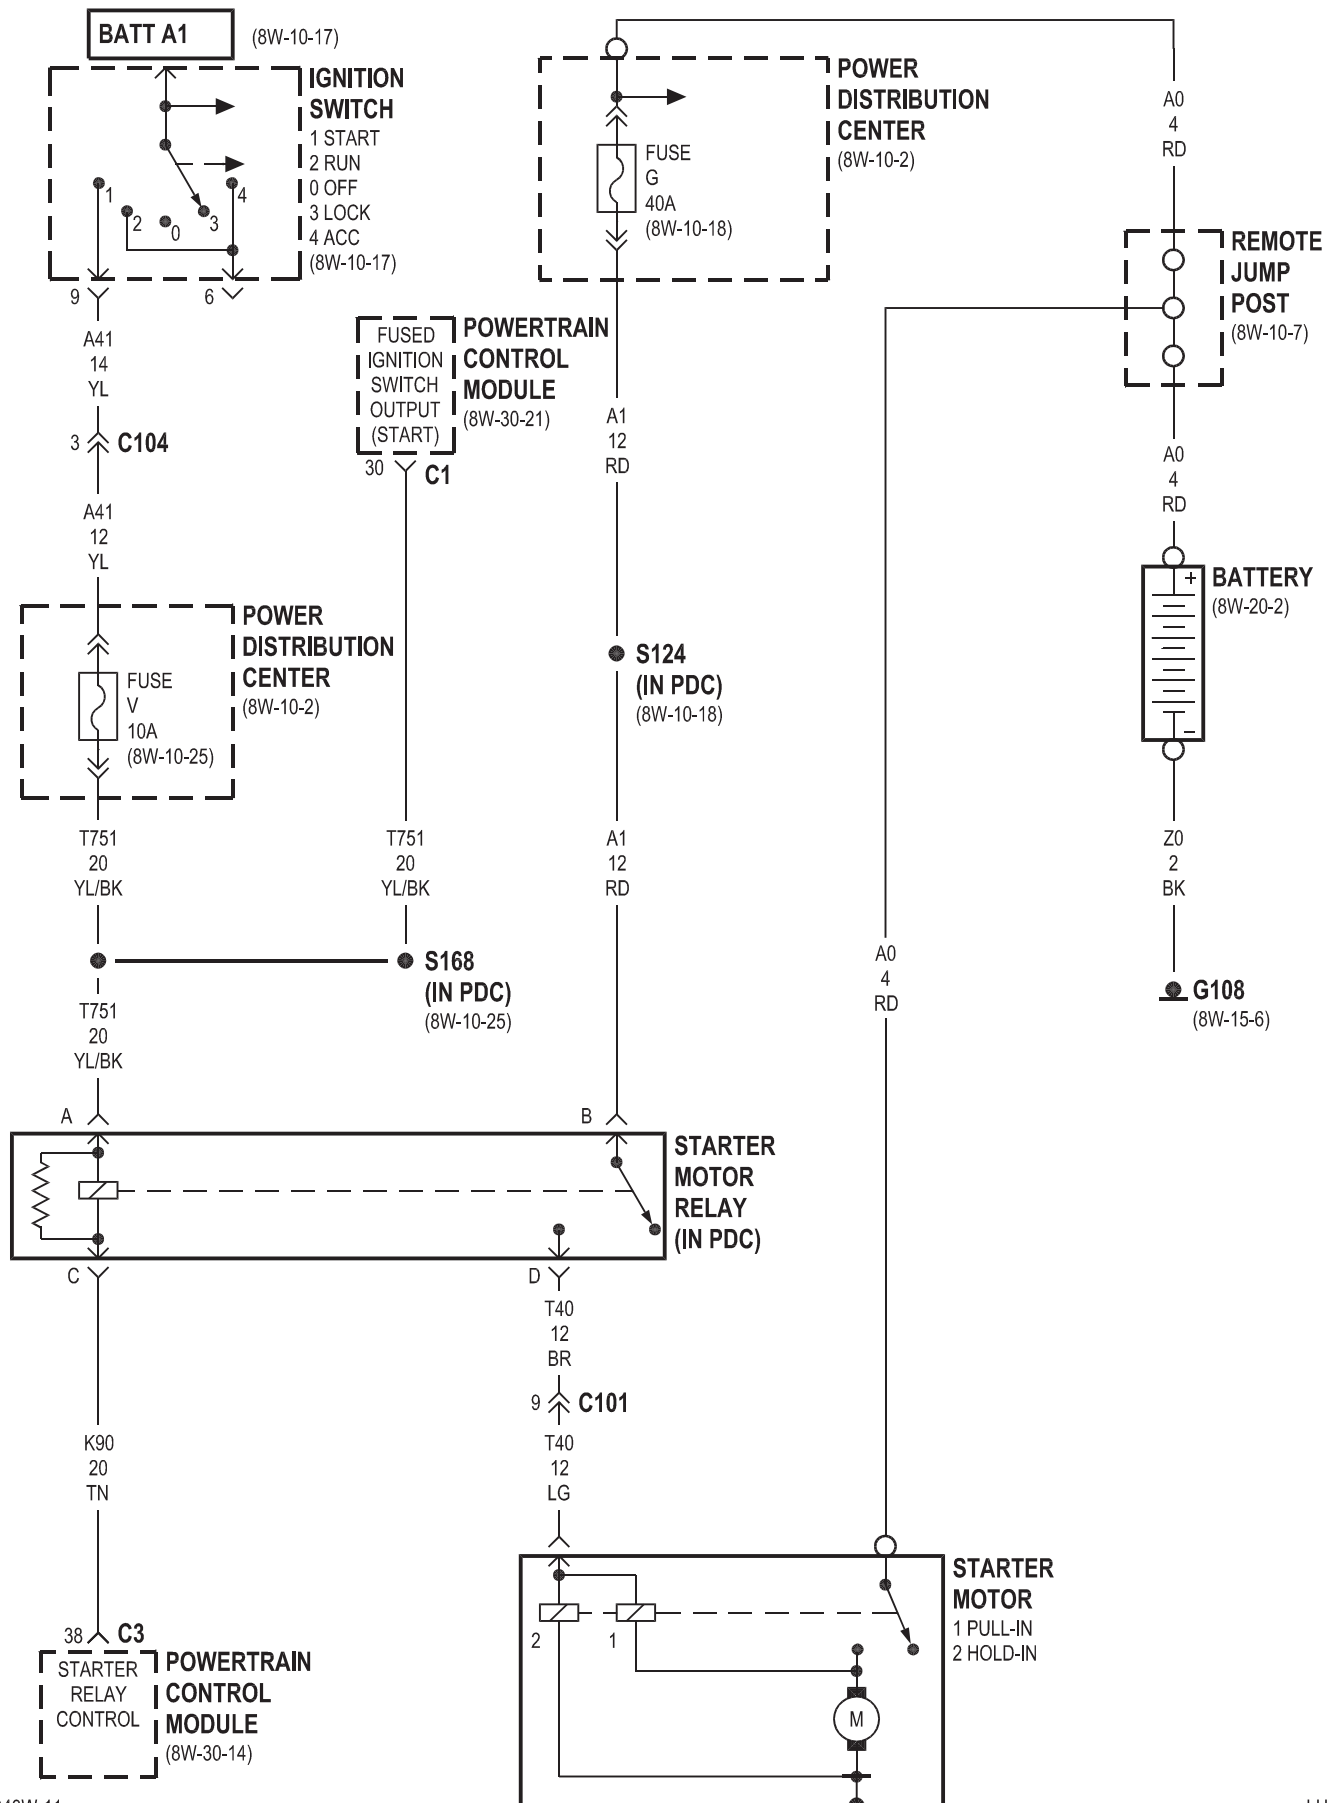 BATT A1
(8W-10-17)
IGNITION
SWITCH
1 START
2 RUN
0 OFF
3 LOCK
4 ACC
(8W-10-17)
1
2
0
3
4
9
6
A41
14
YL
3
C104
A41
12
YL
POWER
DISTRIBUTION
CENTER
(8W-10-2)
FUSE
V
10A
(8W-10-25)
T751
20
YL/BK
FUSED
IGNITION
SWITCH
OUTPUT
(START)
POWERTRAIN
CONTROL
MODULE
(8W-30-21)
30
C1
T751
20
YL/BK
S168
(IN PDC)
(8W-10-25)
T751
20
YL/BK
POWER
DISTRIBUTION
CENTER
(8W-10-2)
FUSE
G
40A
(8W-10-18)
A1
12
RD
S124
(IN PDC)
(8W-10-18)
A1
12
RD
A0
4
RD
REMOTE
JUMP
POST
(8W-10-7)
A0
4
RD
BATTERY
(8W-20-2)
+
−
Z0
2
BK
G108
(8W-15-6)
A0
4
RD
A
B
STARTER
MOTOR
RELAY
(IN PDC)
C
D
T40
12
BR
9
C101
T40
12
LG
K90
20
TN
38
C3
STARTER
RELAY
CONTROL
POWERTRAIN
CONTROL
MODULE
(8W-30-14)
STARTER
MOTOR
1 PULL-IN
2 HOLD-IN
2
1
M